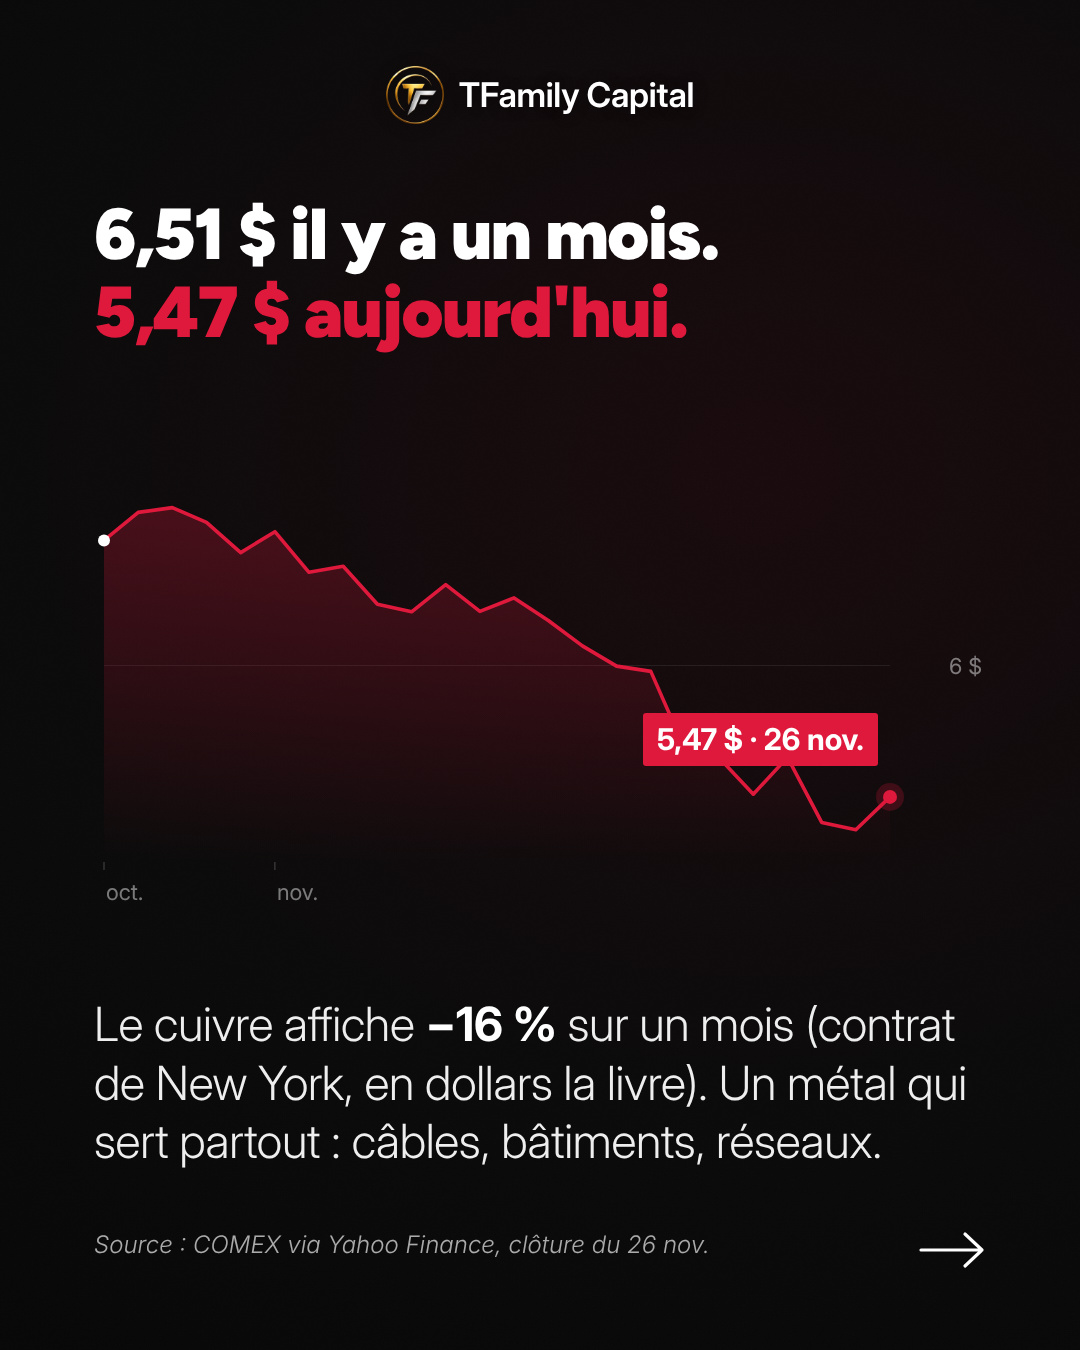 TFamily Capital
6,51 $ il y a un mois.
5,47 $ aujourd'hui.
6 $
5,47 $ · 26 nov.
oct.
nov.
Le cuivre affiche −16 % sur un mois (contrat
de New York, en dollars la livre). Un métal qui
sert partout : câbles, bâtiments, réseaux.
Source : COMEX via Yahoo Finance, clôture du 26 nov.